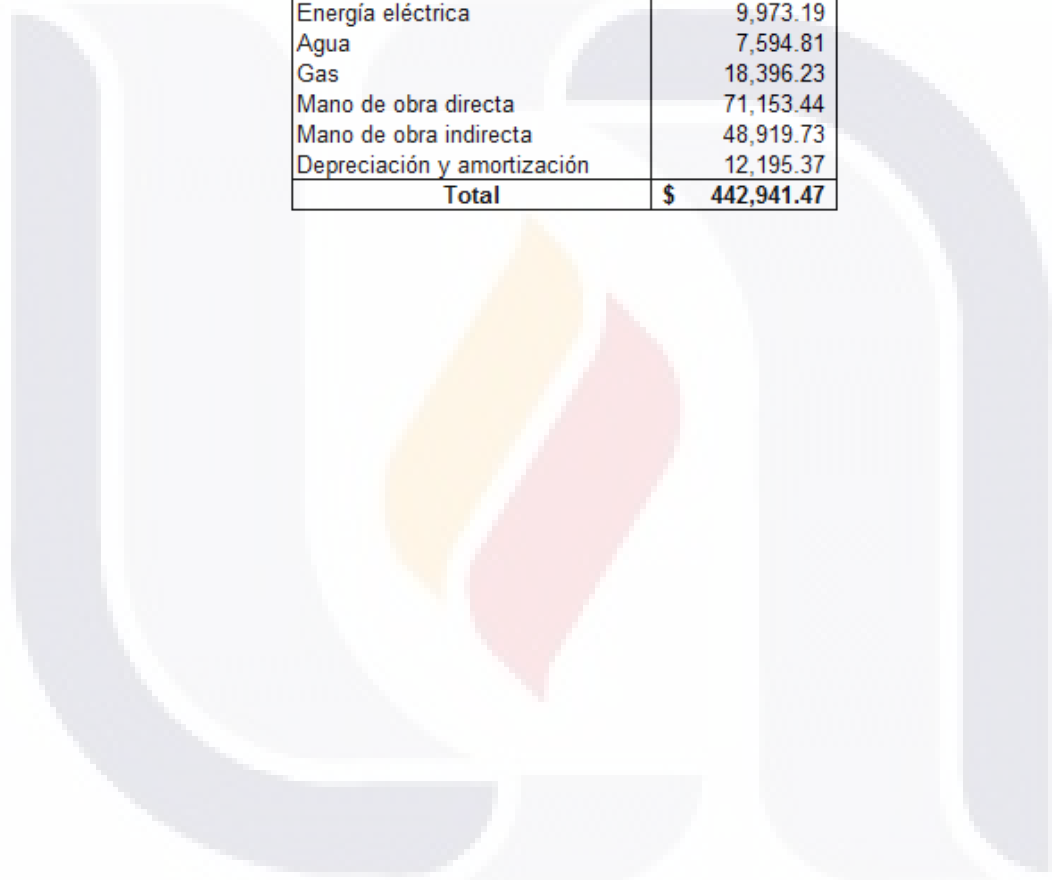 Energía eléctrica 9,973.19
Agua 7,594.81
Gas 18,396.23
Mano de obra directa 71,153.44
Mano de obra indirecta 48,919.73
Depreciación y amortización 12,195.37
Total $ 442,941.47